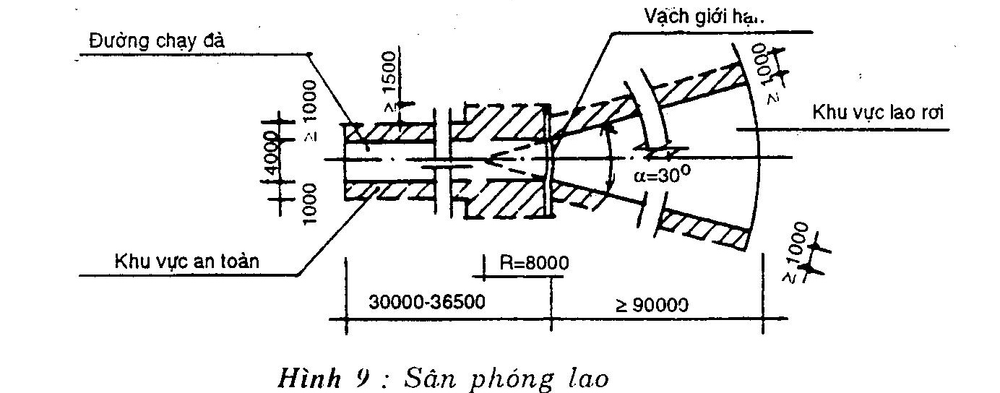 Vạch giới hạ..
Đường chạy đà
≥ 1500
≥ 1000
≥ 1000
4000
Khu vực lao rơi
α=30⁰
1000
Khu vực an toàn
≥ 1000
R=8000
30000-36500
≥ 90000
Hình 9 : Sân phóng lao